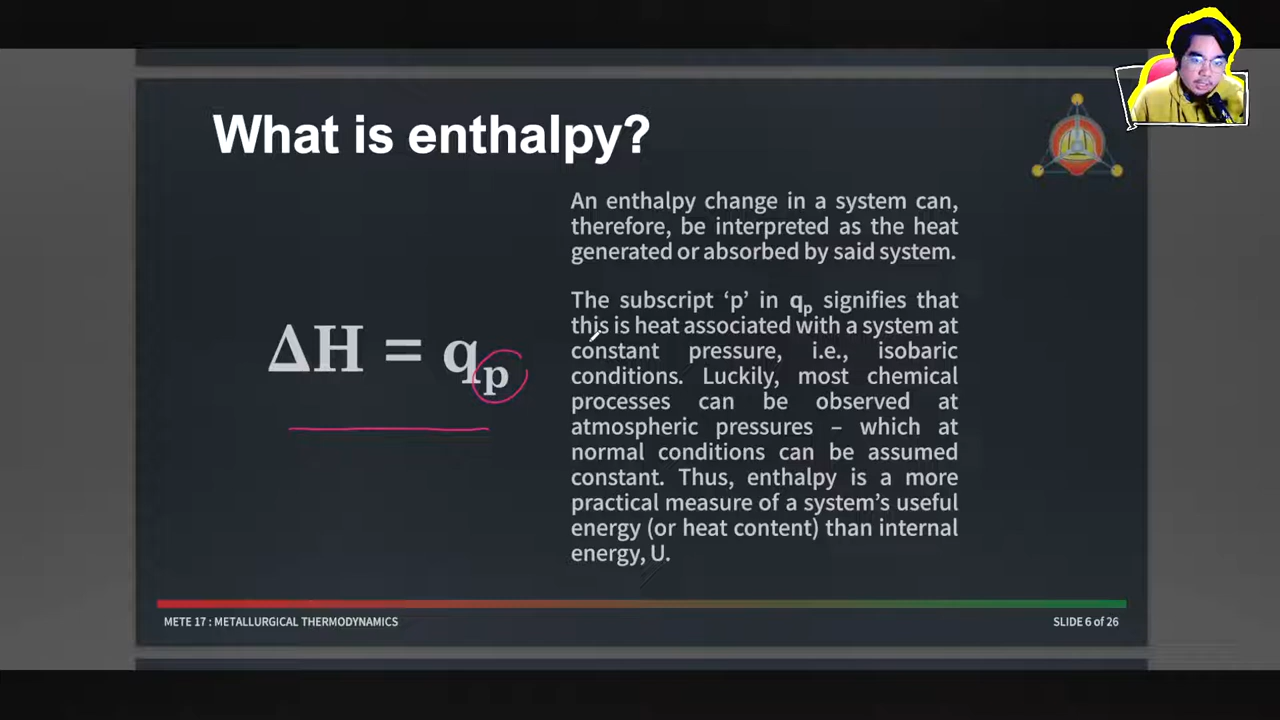 What is enthalpy?
ΔH = qₚ
An enthalpy change in a system can,
therefore, be interpreted as the heat
generated or absorbed by said system.
The subscript ‘p’ in qₚ signifies that
this is heat associated with a system at
constant pressure, i.e., isobaric
conditions. Luckily, most chemical
processes can be observed at
atmospheric pressures – which at
normal conditions can be assumed
constant. Thus, enthalpy is a more
practical measure of a system’s useful
energy (or heat content) than internal
energy, U.
METE 17 : METALLURGICAL THERMODYNAMICS
SLIDE 6 of 26